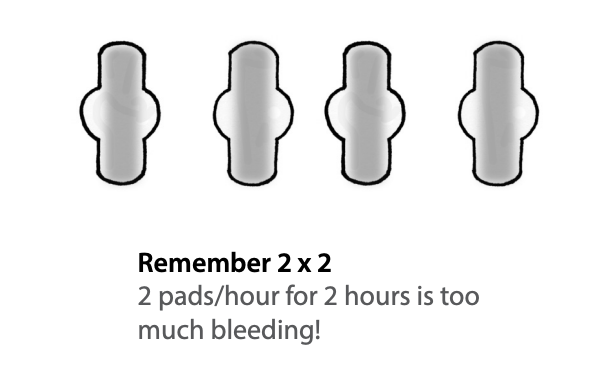 Remember 2 x 2
2 pads/hour for 2 hours is too
much bleeding!